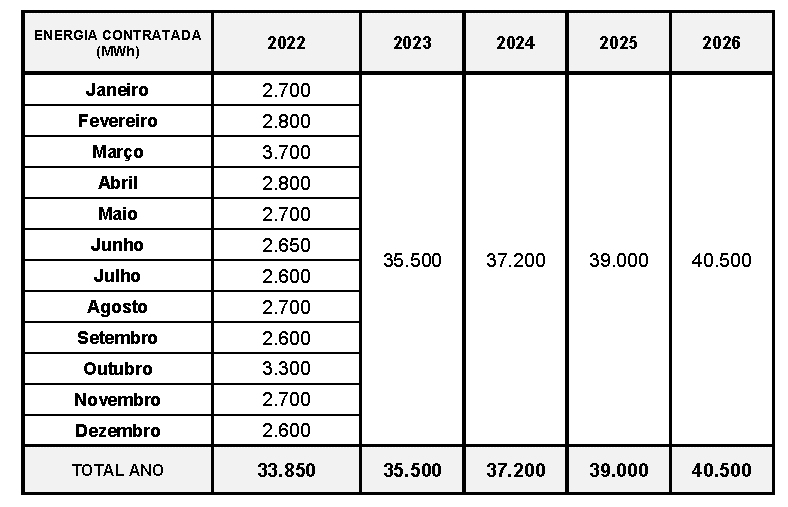 ENERGIA CONTRATADA (MWh) 2022 2023 2024 2025 2026
Janeiro 2.700
Fevereiro 2.800
Março 3.700
Abril 2.800
Maio 2.700
Junho 2.650
35.500 37.200 39.000 40.500
Julho 2.600
Agosto 2.700
Setembro 2.600
Outubro 3.300
Novembro 2.700
Dezembro 2.600
TOTAL ANO 33.850 35.500 37.200 39.000 40.500